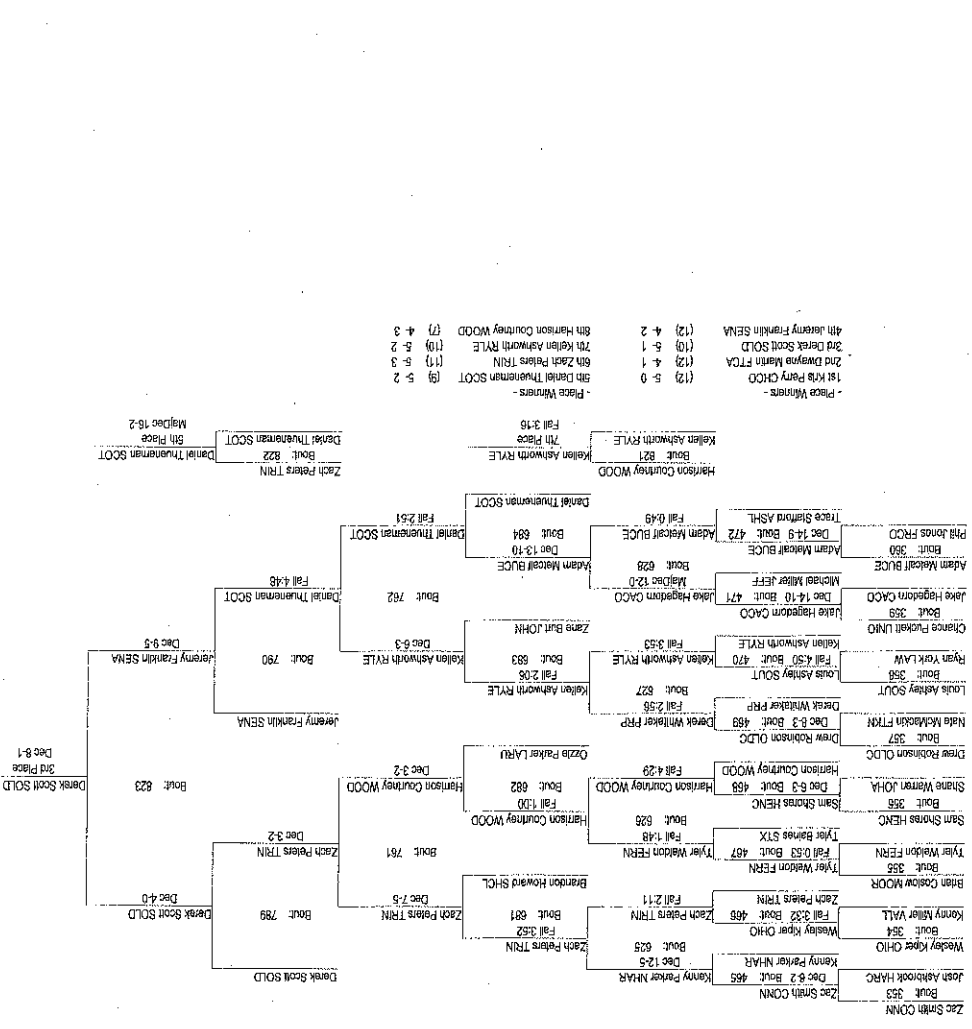 Zac Smith CONN
Bout: 353
Josh Ashbrook HARC
Wesley Kiper OHIO
Bout: 354
Kenny Miller VALL
Brian Coslow MOOR
Bout: 355
Tyler Weldon FERN
Sam Shoras HENC
Bout: 356
Shane Warren JOHA
Drew Robinson OLDC
Bout: 357
Nate McMackin FTKN
Louis Ashley SOUT
Bout: 358
Ryan York LAW
Chance Puckett UNIO
Bout: 359
Jake Hagedorn CACO
Adam Metcalf BUCE
Bout: 360
Phil Jones FRCO
Zac Smith CONN
Dec 6-2 Bout: 465
Kenny Parker NHAR
Wesley Kiper OHIO
Fall 3:32 Bout: 466
Zach Peters TRIN
Tyler Weldon FERN
Fall 0:53 Bout: 467
Tyler Baines STX
Sam Shoras HENC
Dec 6-3 Bout: 468
Harrison Courtney WOOD
Drew Robinson OLDC
Dec 8-3 Bout: 469
Derek Whitaker PRP
Louis Ashley SOUT
Fall 4:50 Bout: 470
Kellen Ashworth RYLE
Jake Hagedorn CACO
Dec 14-10 Bout: 471
Michael Miller JEFF
Adam Metcalf BUCE
Dec 14-9 Bout: 472
Trace Stafford ASHL
Kenny Parker NHAR
Dec 12-5
Bout: 625
Zach Peters TRIN
Fall 2:11
Tyler Weldon FERN
Fall 1:48
Bout: 626
Harrison Courtney WOOD
Fall 4:29
Derek Whitaker PRP
Fall 2:56
Bout: 627
Kellen Ashworth RYLE
Fall 3:53
Jake Hagedorn CACO
MajDec 12-0
Bout: 628
Adam Metcalf BUCE
Fall 0:49
Zach Peters TRIN
Fall 3:52
Bout: 681
Brandon Howard SHCL
Harrison Courtney WOOD
Fall 1:00
Bout: 682
Ozzie Parker LARU
Kellen Ashworth RYLE
Fall 2:06
Bout: 683
Zane Burt JOHN
Adam Metcalf BUCE
Dec 13-10
Bout: 684
Daniel Thueneman SCOT
Zach Peters TRIN
Dec 7-5
Bout: 761
Harrison Courtney WOOD
Dec 3-2
Kellen Ashworth RYLE
Dec 6-3
Bout: 762
Daniel Thueneman SCOT
Fall 2:51
Derek Scott SOLD
Bout: 789
Zach Peters TRIN
Dec 3-2
Jeremy Franklin SENA
Bout: 790
Daniel Thueneman SCOT
Fall 4:46
Derek Scott SOLD
Dec 4-0
Bout: 823
Jeremy Franklin SENA
Dec 9-5
Derek Scott SOLD
3rd Place
Dec 8-1
Harrison Courtney WOOD
Bout: 821
Kellen Ashworth RYLE
Kellen Ashworth RYLE
7th Place
Fall 3:16
Zach Peters TRIN
Bout: 822
Daniel Thueneman SCOT
Daniel Thueneman SCOT
5th Place
MajDec 16-2
- Place Winners -
1st Kris Perry CHCO (12) 5- 0
2nd Dwayne Martin FTCA (12) 4- 1
3rd Derek Scott SOLD (10) 5- 1
4th Jeremy Franklin SENA (12) 4- 2
- Place Winners -
5th Daniel Thueneman SCOT (9) 5- 2
6th Zach Peters TRIN (11) 5- 3
7th Kellen Ashworth RYLE (10) 5- 2
8th Harrison Courtney WOOD (7) 4- 3